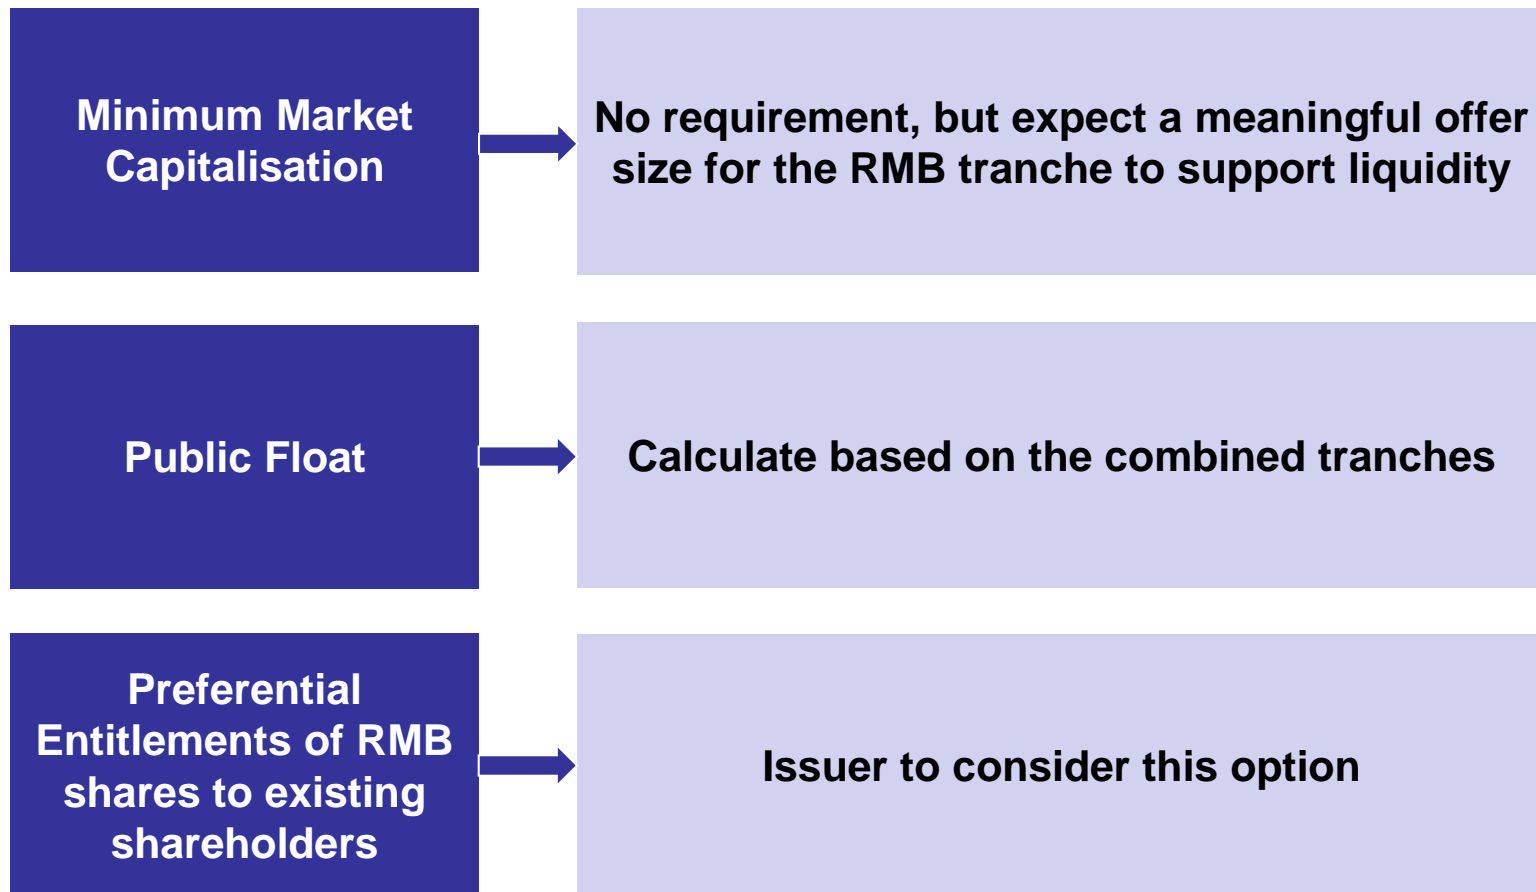 Minimum Market
Capitalisation
No requirement, but expect a meaningful offer
size for the RMB tranche to support liquidity
Public Float
Calculate based on the combined tranches
Preferential
Entitlements of RMB
shares to existing
shareholders
Issuer to consider this option